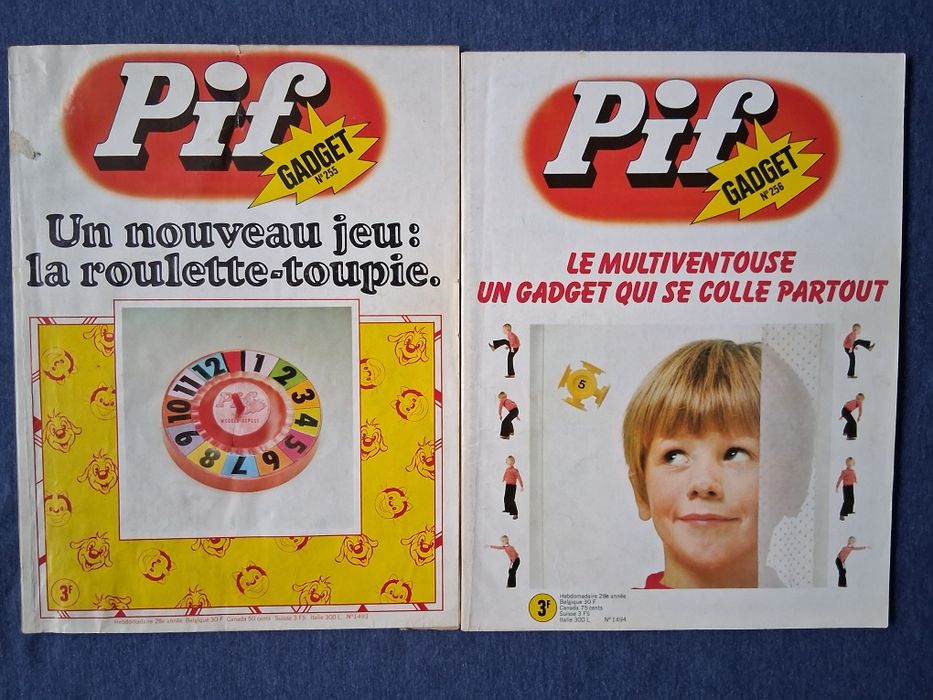 Pif
GADGET
N° 255
Un nouveau jeu:
la roulette-toupie.
1
2
3
4
5
6
7
8
9
10
11
12
Pif
3F
Hebdomadaire 28e année Belgique 30 F Canada 50 cents Suisse 3 FS Italie 300 L N° 1493
Pif
GADGET
N° 256
LE MULTIVENTOUSE
UN GADGET QUI SE COLLE PARTOUT
5
3F
Hebdomadaire 28e année
Belgique 30 F
Canada 75 cents
Suisse 3 FS
Italie 300 L N° 1494